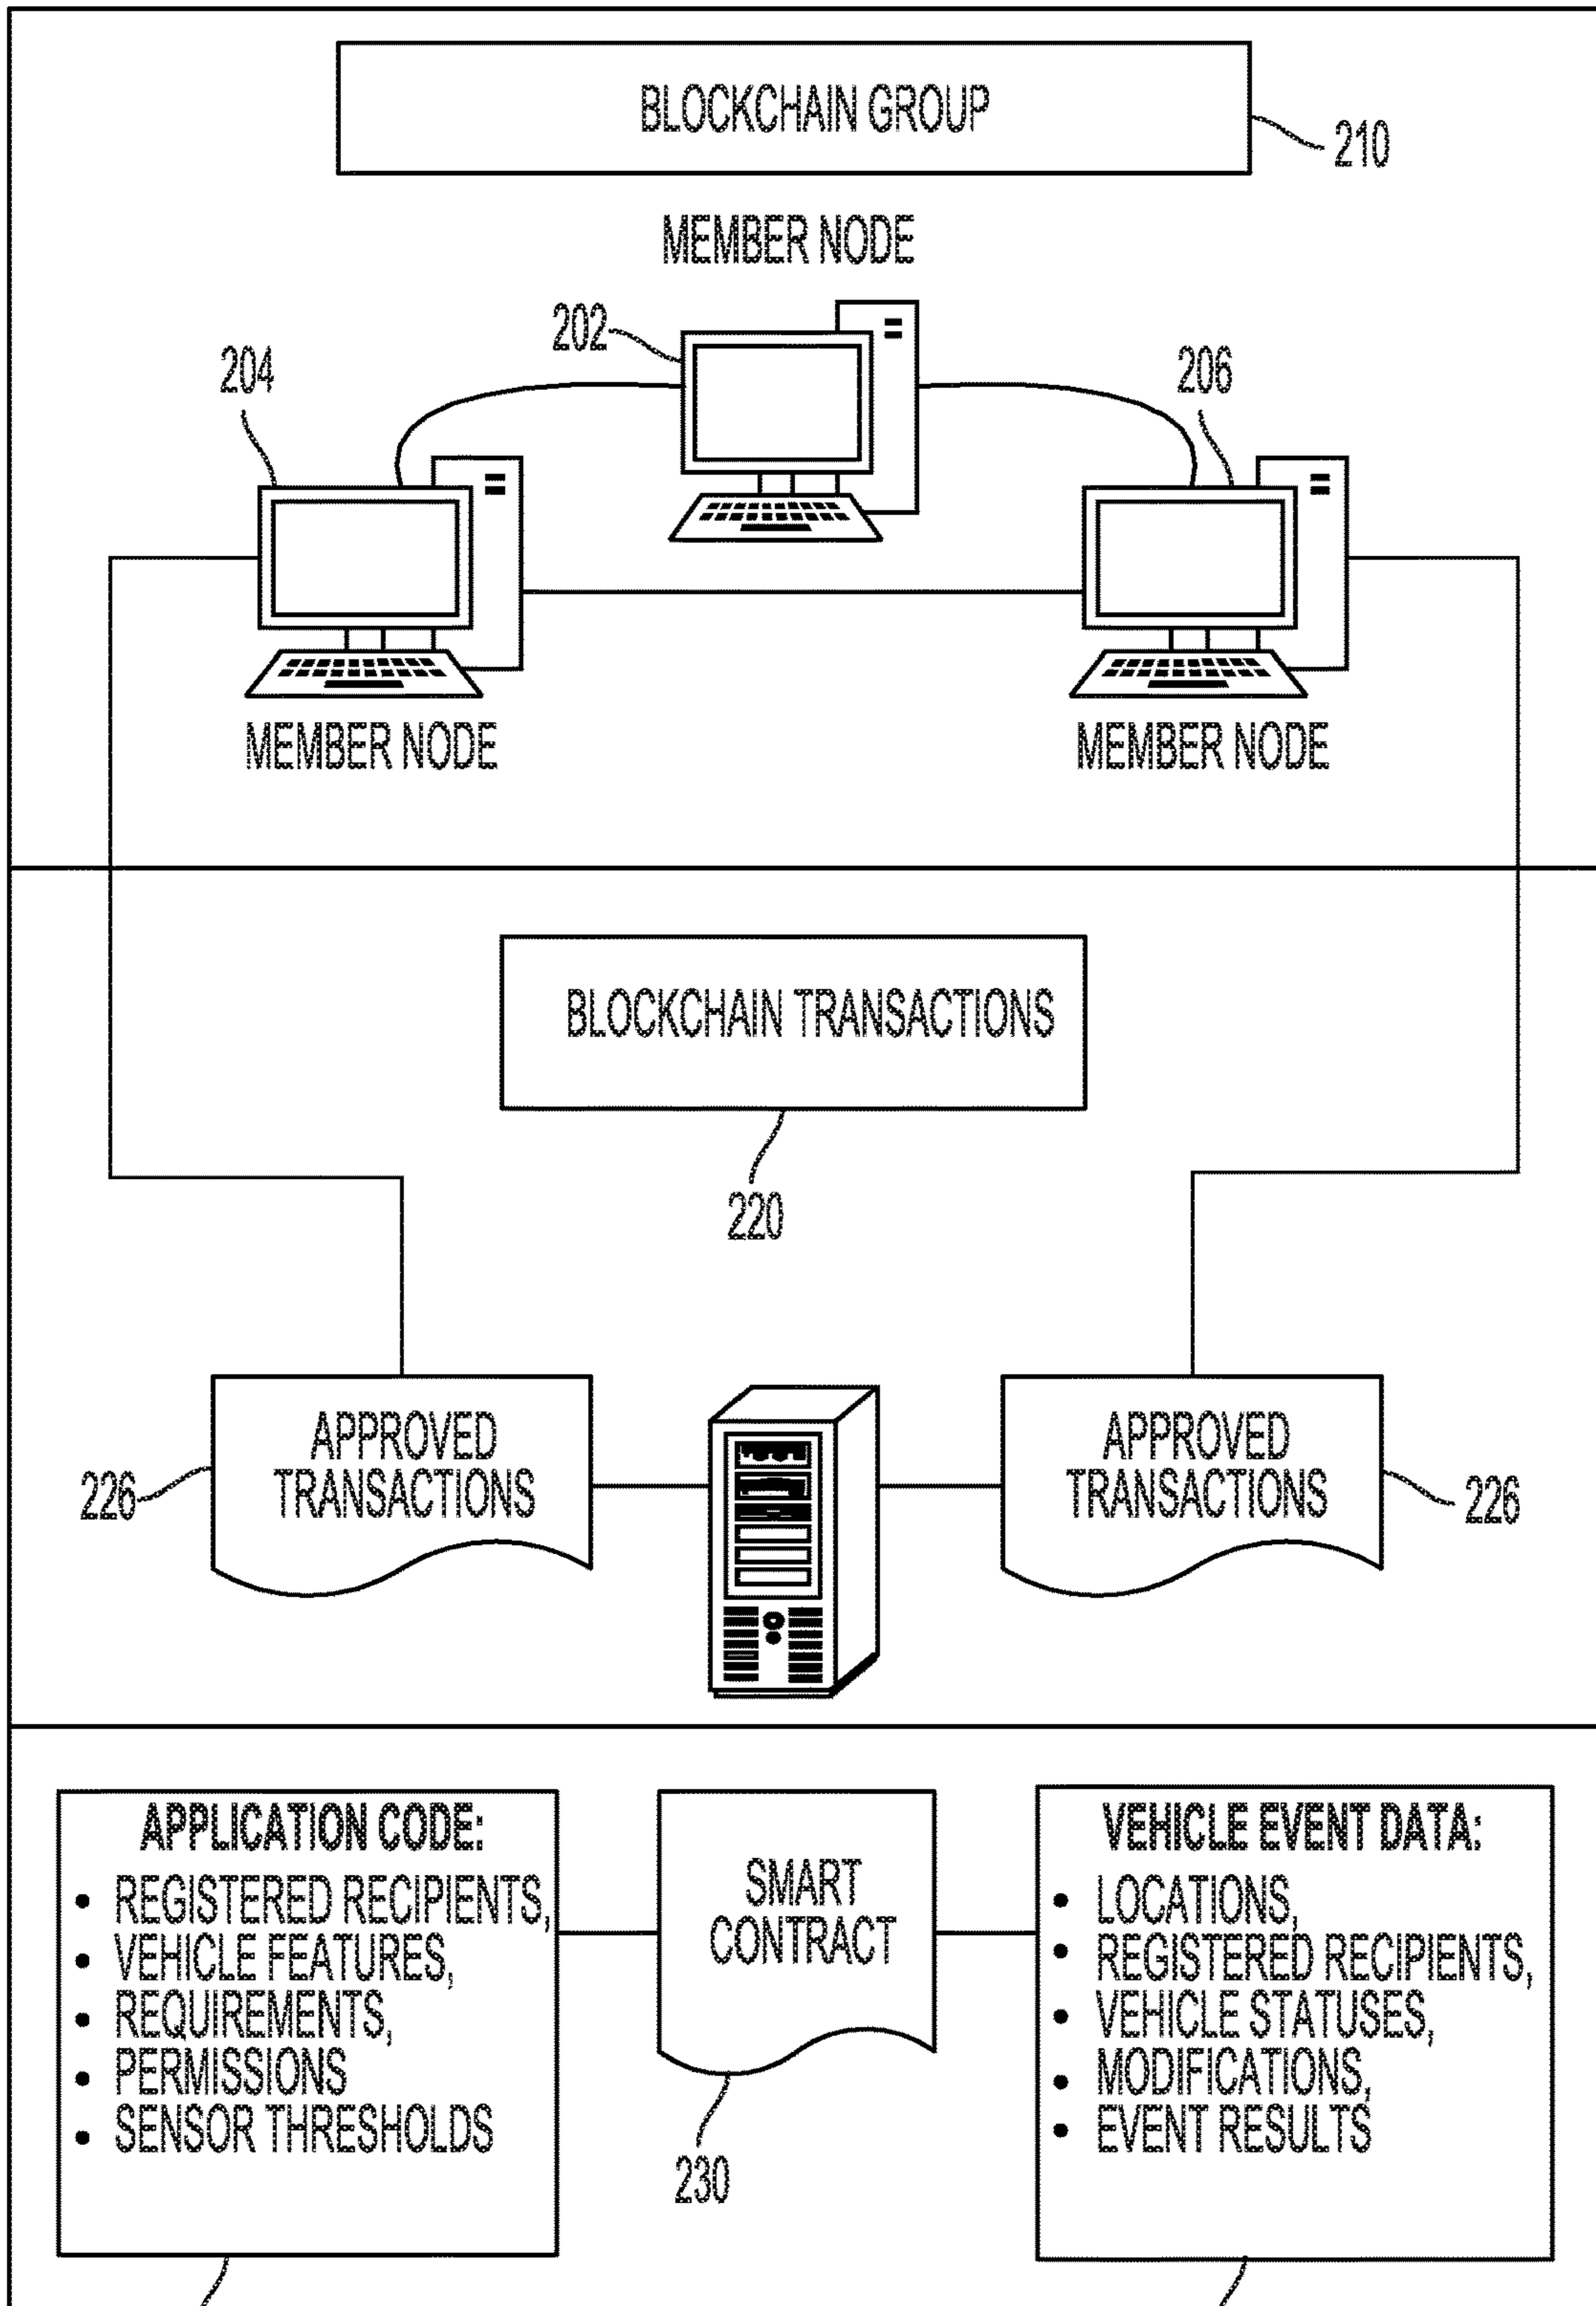 BLOCKCHAIN GROUP
210
MEMBER NODE
202
204
206
MEMBER NODE
MEMBER NODE
BLOCKCHAIN TRANSACTIONS
220
APPROVED
TRANSACTIONS
226
APPROVED
TRANSACTIONS
226
APPLICATION CODE:
• REGISTERED RECIPIENTS,
• VEHICLE FEATURES,
• REQUIREMENTS,
• PERMISSIONS
• SENSOR THRESHOLDS
SMART
CONTRACT
230
VEHICLE EVENT DATA:
• LOCATIONS,
• REGISTERED RECIPIENTS,
• VEHICLE STATUSES,
• MODIFICATIONS,
• EVENT RESULTS